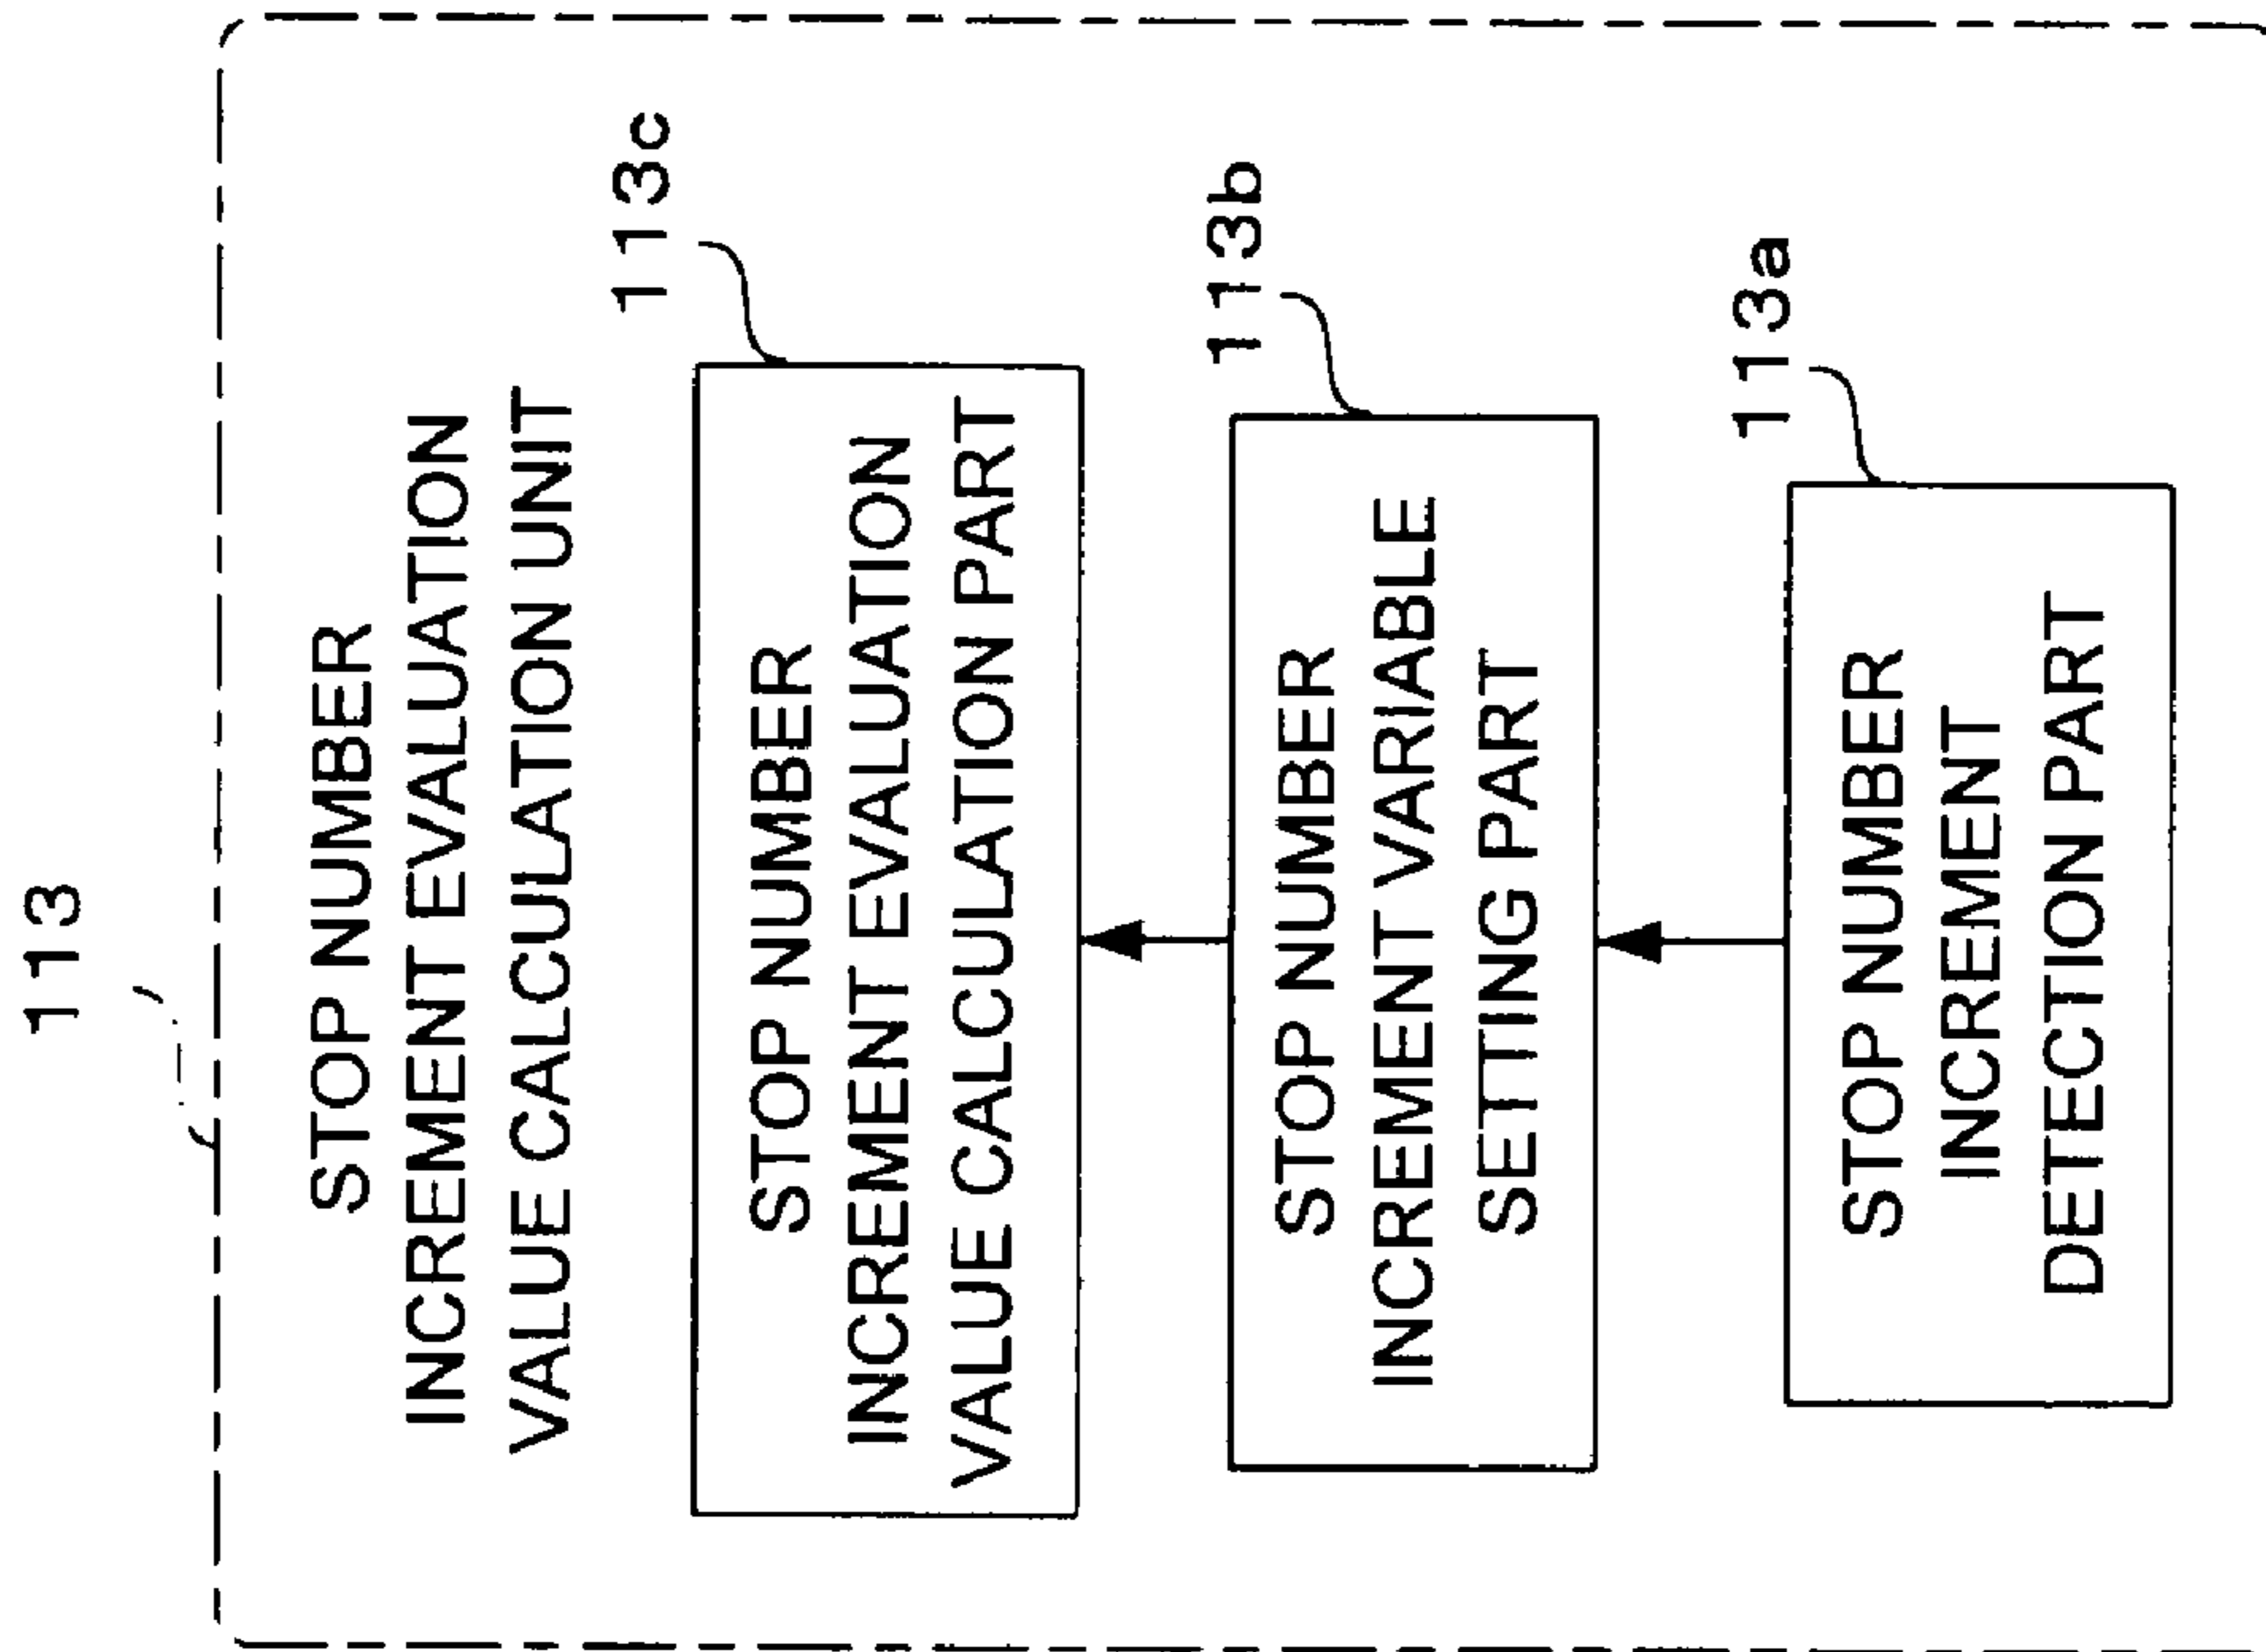 113
STOP NUMBER
INCREMENT EVALUATION
VALUE CALCULATION UNIT
113c
STOP NUMBER
INCREMENT EVALUATION
VALUE CALCULATION PART
113b
STOP NUMBER
INCREMENT VARIABLE
SETTING PART
113a
STOP NUMBER
INCREMENT
DETECTION PART